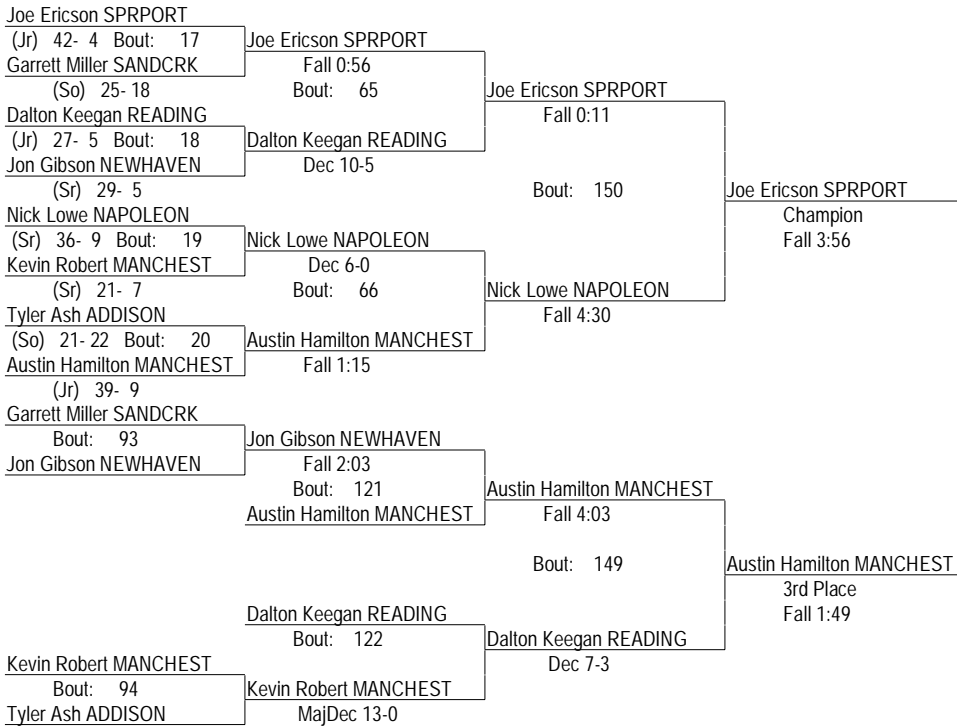 Joe Ericson SPRPORT
(Jr) 42- 4 Bout: 17 Joe Ericson SPRPORT
Garrett Miller SANDCRK Fall 0:56
(So) 25- 18 Bout: 65 Joe Ericson SPRPORT
Dalton Keegan READING Fall 0:11
(Jr) 27- 5 Bout: 18 Dalton Keegan READING
Jon Gibson NEWHAVEN Dec 10-5
(Sr) 29- 5 Bout: 150 Joe Ericson SPRPORT
Nick Lowe NAPOLEON Champion
(Sr) 36- 9 Bout: 19 Nick Lowe NAPOLEON Fall 3:56
Kevin Robert MANCHEST Dec 6-0
(Sr) 21- 7 Bout: 66 Nick Lowe NAPOLEON
Tyler Ash ADDISON Fall 4:30
(So) 21- 22 Bout: 20 Austin Hamilton MANCHEST
Austin Hamilton MANCHEST Fall 1:15
(Jr) 39- 9
Garrett Miller SANDCRK
Bout: 93 Jon Gibson NEWHAVEN
Jon Gibson NEWHAVEN Fall 2:03
Bout: 121 Austin Hamilton MANCHEST
Austin Hamilton MANCHEST Fall 4:03
Bout: 149 Austin Hamilton MANCHEST
3rd Place
Dalton Keegan READING Fall 1:49
Bout: 122 Dalton Keegan READING
Kevin Robert MANCHEST Dec 7-3
Bout: 94 Kevin Robert MANCHEST
Tyler Ash ADDISON MajDec 13-0